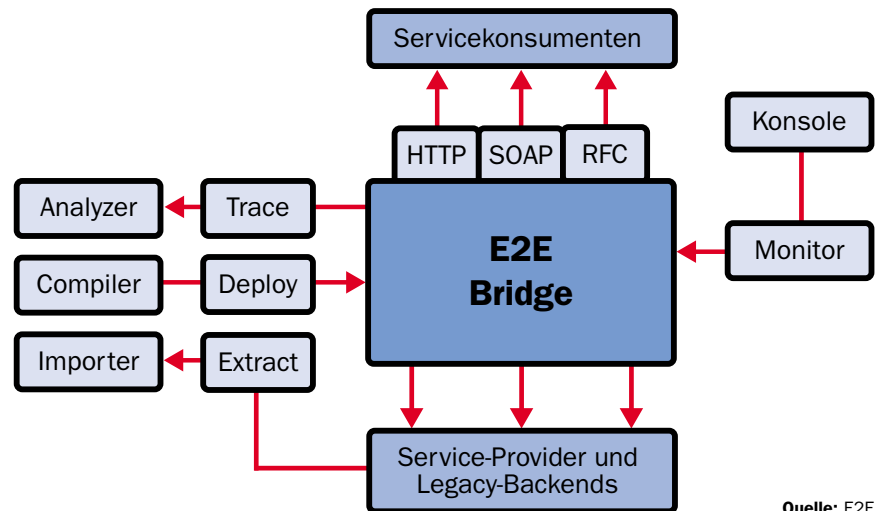 Servicekonsumenten
HTTP SOAP RFC
Konsole
Analyzer Trace
E2E
Bridge
Monitor
Compiler Deploy
Importer Extract
Service-Provider und
Legacy-Backends
Quelle: E2E